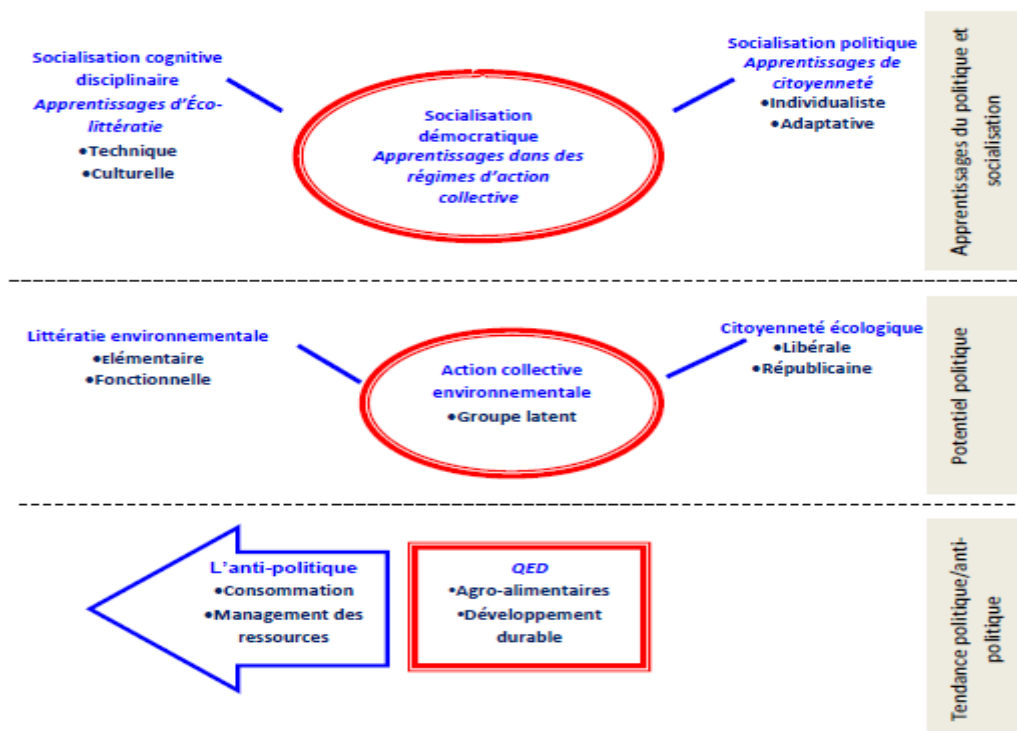 Socialisation cognitive
disciplinaire
Apprentissages d'Éco-
littératie
•Technique
•Culturelle
Socialisation
démocratique
Apprentissages dans des
régimes d'action
collective
Socialisation politique
Apprentissages de
citoyenneté
•Individualiste
•Adaptative
Apprentissages du politique et
socialisation
Littératie environnementale
•Elémentaire
•Fonctionnelle
Action collective
environnementale
•Groupe latent
Citoyenneté écologique
•Libérale
•Républicaine
Potentiel politique
L'anti-politique
•Consommation
•Management des
ressources
QED
•Agro-alimentaires
•Développement
durable
Tendance politique/anti-
politique